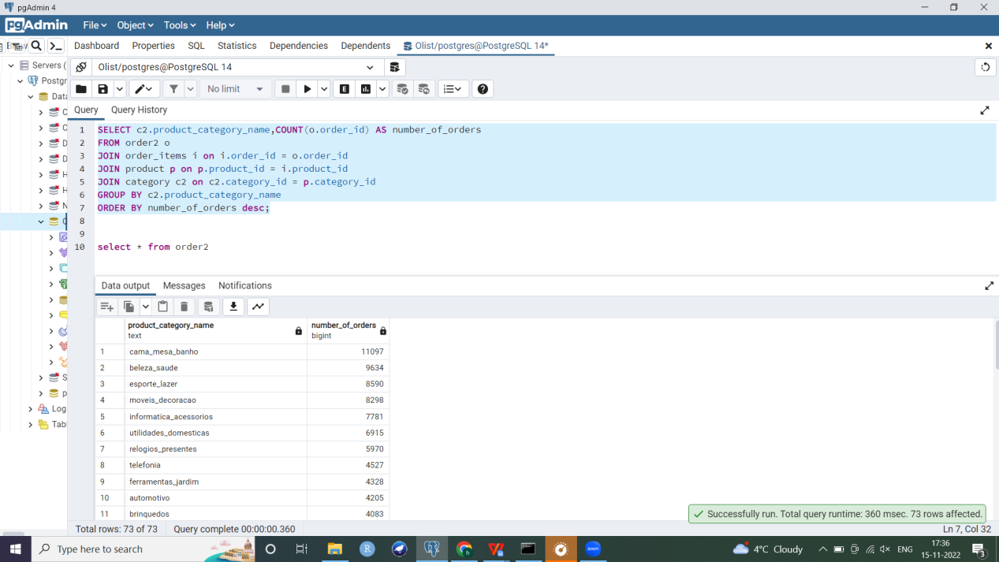 pgAdmin 4
pgAdmin File Object Tools Help
Dashboard Properties SQL Statistics Dependencies Dependents Olist/postgres@PostgreSQL 14*
Servers (
Olist/postgres@PostgreSQL 14
Postgr
No limit
Data
Query Query History
1 SELECT c2.product_category_name,COUNT(o.order_id) AS number_of_orders
2 FROM order2 o
3 JOIN order_items i on i.order_id = o.order_id
4 JOIN product p on p.product_id = i.product_id
5 JOIN category c2 on c2.category_id = p.category_id
6 GROUP BY c2.product_category_name
7 ORDER BY number_of_orders desc;
8
9
10 select * from order2
Data output Messages Notifications
product_category_name number_of_orders
text bigint
1 cama_mesa_banho 11097
2 beleza_saude 9634
3 esporte_lazer 8590
4 moveis_decoracao 8298
5 informatica_acessorios 7781
6 utilidades_domesticas 6915
7 relogios_presentes 5970
8 telefonia 4527
9 ferramentas_jardim 4328
10 automotivo 4205
11 brinquedos 4083
Log
Tabl
Successfully run. Total query runtime: 360 msec. 73 rows affected.
Total rows: 73 of 73 Query complete 00:00:00.360 Ln 7, Col 32
Type here to search
zoom
4°C Cloudy
ENG
17:36
15-11-2022
3